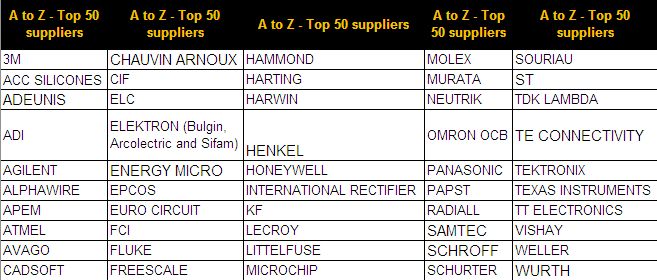 A to Z - Top 50 suppliers A to Z - Top 50 suppliers A to Z - Top 50 suppliers A to Z - Top 50 suppliers A to Z - Top 50 suppliers
3M CHAUVIN ARNOUX HAMMOND MOLEX SOURIAU
ACC SILICONES CIF HARTING MURATA ST
ADEUNIS ELC HARWIN NEUTRIK TDK LAMBDA
ADI ELEKTRON (Bulgin, Arcolectric and Sifam) HENKEL OMRON OCB TE CONNECTIVITY
AGILENT ENERGY MICRO HONEYWELL PANASONIC TEKTRONIX
ALPHAWIRE EPCOS INTERNATIONAL RECTIFIER PAPST TEXAS INSTRUMENTS
APEM EURO CIRCUIT KF RADIALL TT ELECTRONICS
ATMEL FCI LECROY SAMTEC VISHAY
AVAGO FLUKE LITTELFUSE SCHROFF WELLER
CADSOFT FREESCALE MICROCHIP SCHURTER WURTH